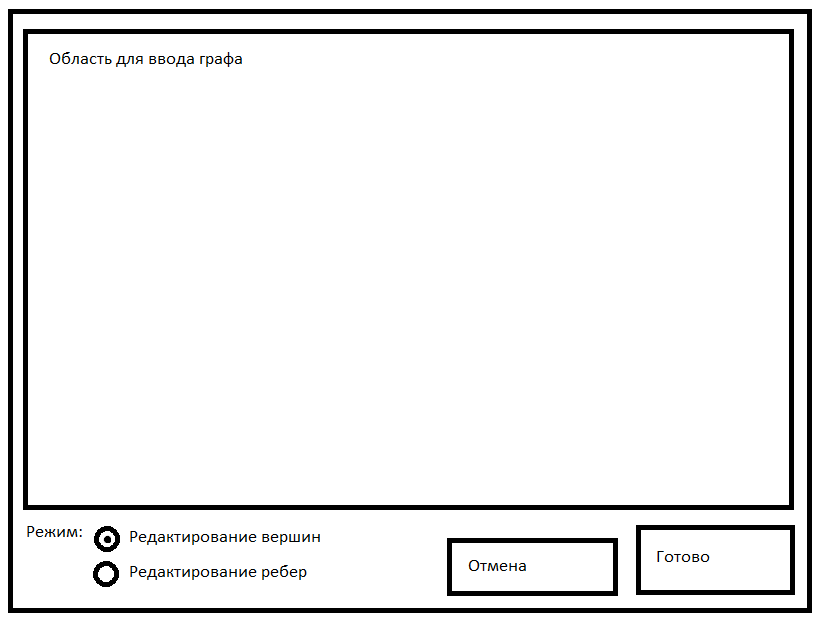 Область для ввода графа
Режим:
Редактирование вершин
Редактирование ребер
Отмена
Готово